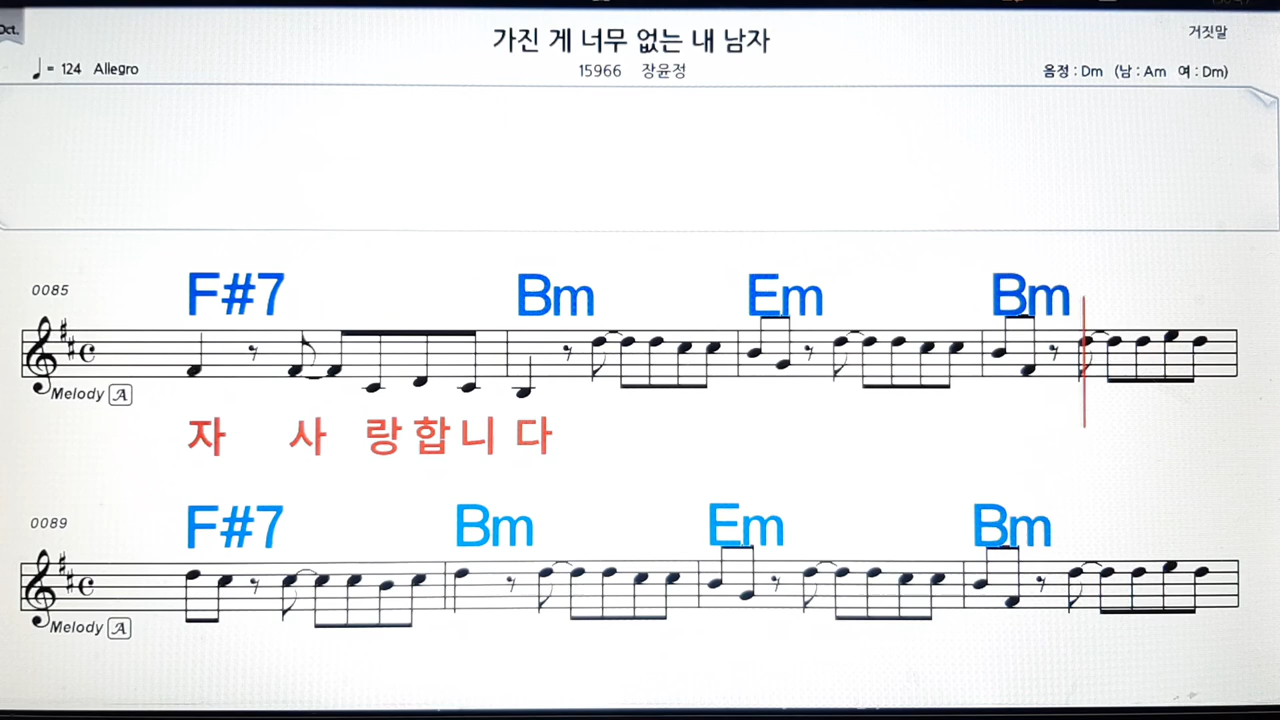 Oct.
가진 게 너무 없는 내 남자
거짓말
♩ = 124 Allegro
15966 장윤정
음정 : Dm (남 : Am 여 : Dm)
0085
F#7 Bm Em Bm
Melody A
자 사 랑합니 다
0089
F#7 Bm Em Bm
Melody A